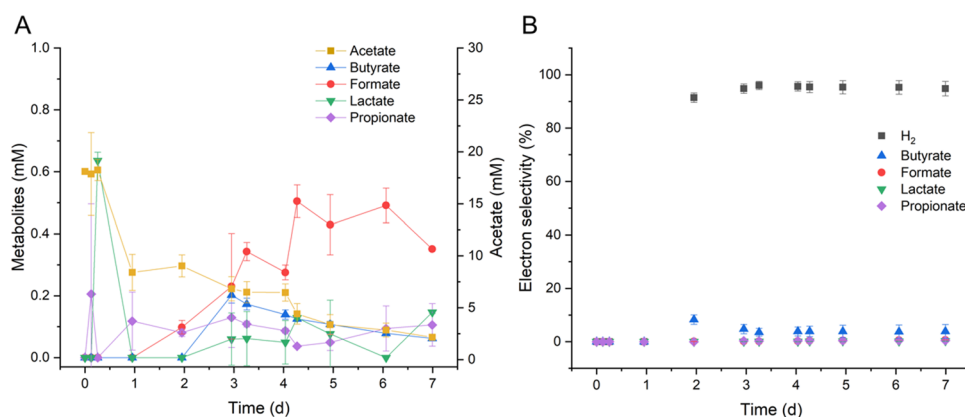 A
1.0
0.8
0.6
0.4
0.2
0.0
Metabolites (mM)
Acetate
Butyrate
Formate
Lactate
Propionate
30
25
20
15
10
5
0
Acetate (mM)
0 1 2 3 4 5 6 7
Time (d)
B
100
80
60
40
20
0
Electron selectivity (%)
H₂
Butyrate
Formate
Lactate
Propionate
0 1 2 3 4 5 6 7
Time (d)